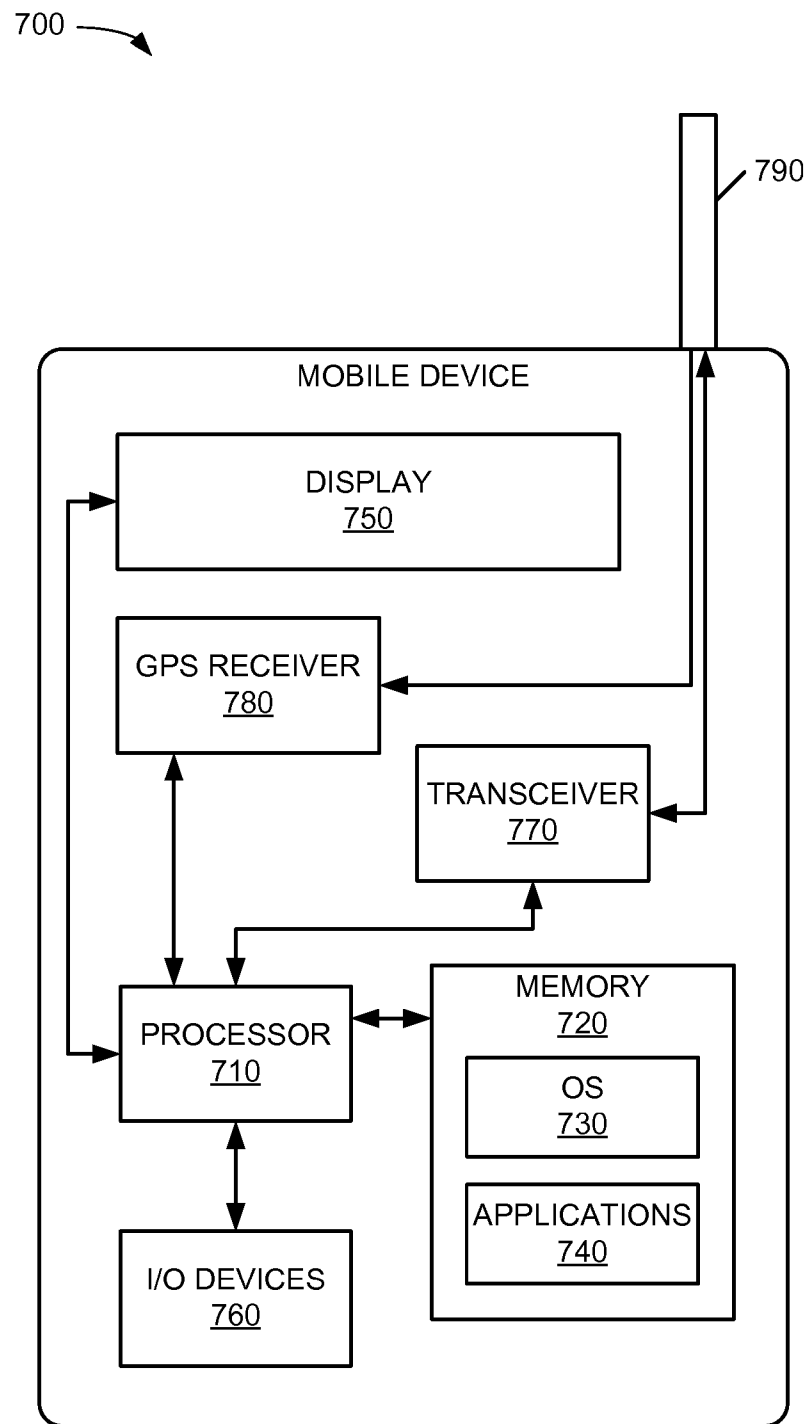 700
790
MOBILE DEVICE
DISPLAY
750
GPS RECEIVER
780
TRANSCEIVER
770
PROCESSOR
710
MEMORY
720
OS
730
APPLICATIONS
740
I/O DEVICES
760